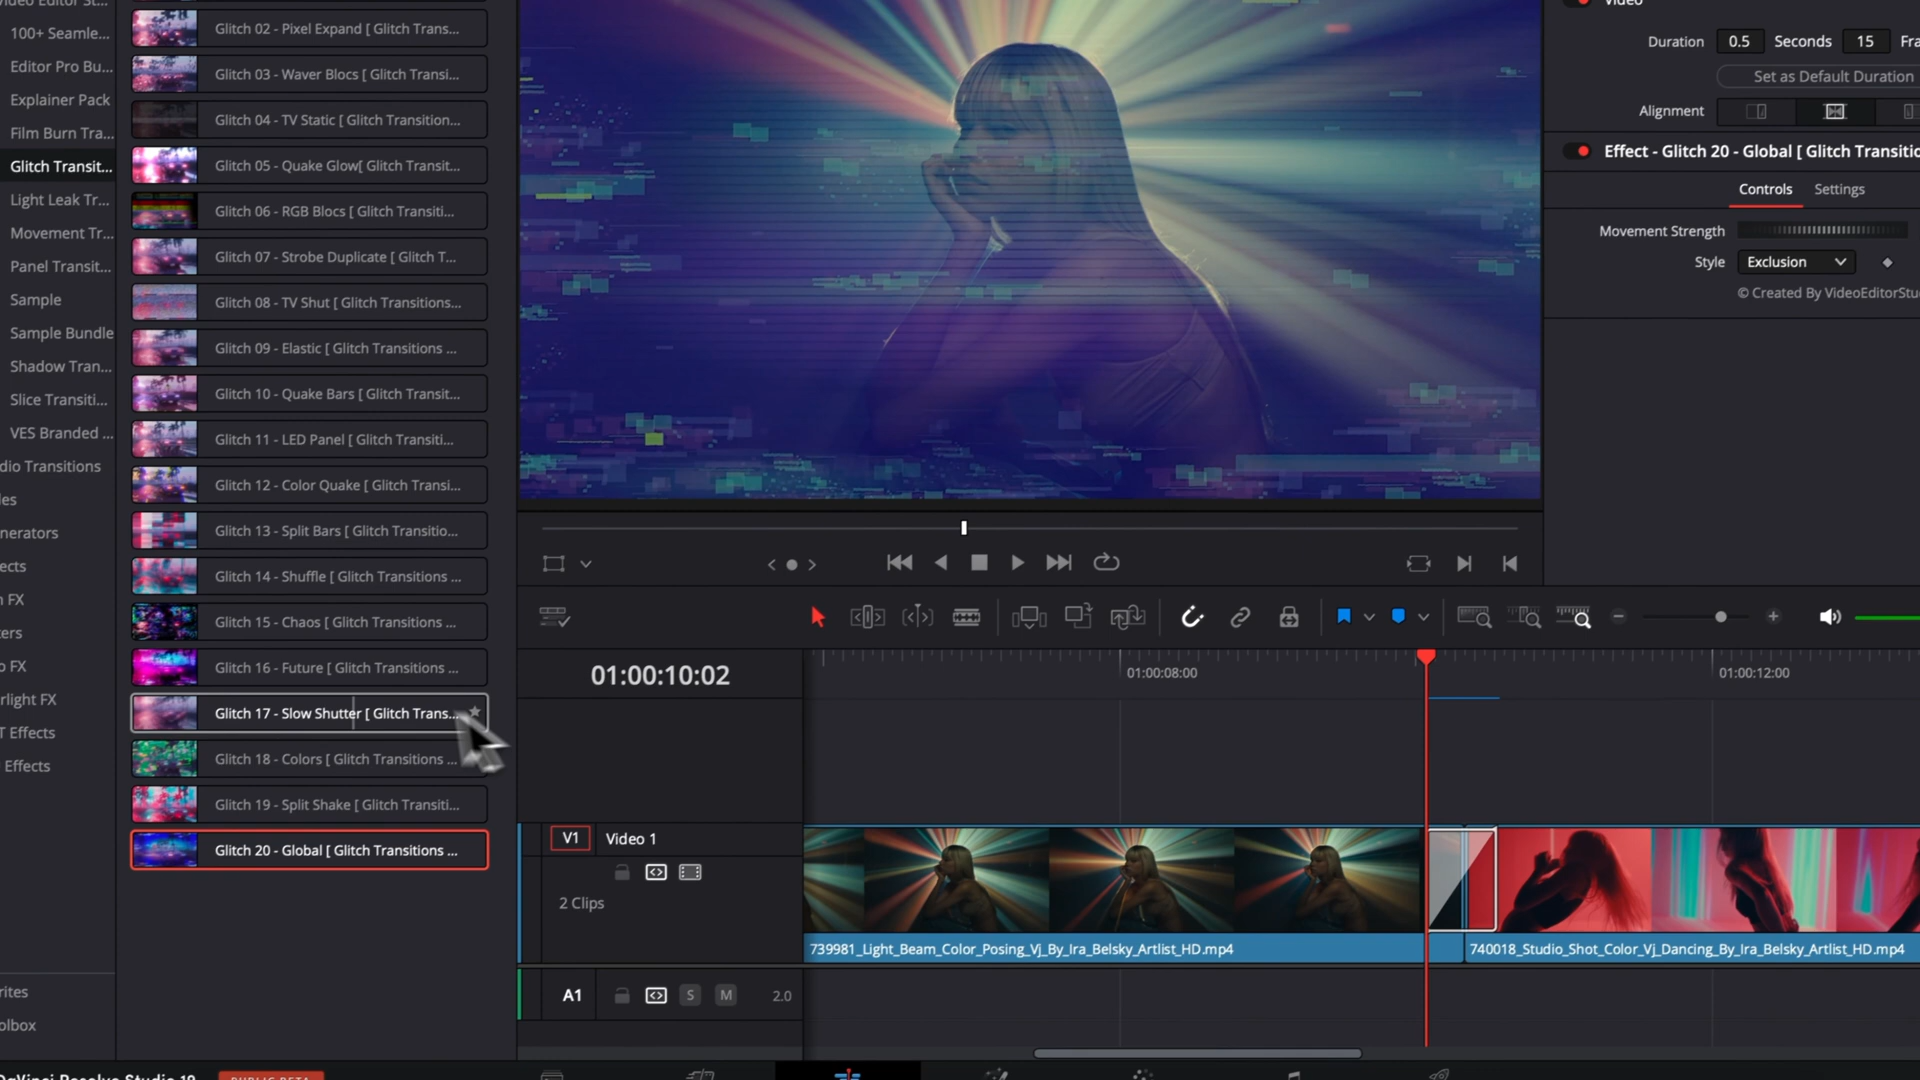 100+ Seamle...
Editor Pro Bu...
Explainer Pack
Film Burn Tra...
Glitch Transit...
Light Leak Tr...
Movement Tr...
Panel Transit...
Sample
Sample Bundle
Shadow Tran...
Slice Transiti...
VES Branded ...
dio Transitions
les
nerators
ects
n FX
ters
o FX
rlight FX
T Effects
Effects
rites
olbox
Glitch 02 - Pixel Expand [ Glitch Trans...
Glitch 03 - Waver Blocs [ Glitch Transi...
Glitch 04 - TV Static [ Glitch Transition...
Glitch 05 - Quake Glow[ Glitch Transit...
Glitch 06 - RGB Blocs [ Glitch Transiti...
Glitch 07 - Strobe Duplicate [ Glitch T...
Glitch 08 - TV Shut [ Glitch Transitions...
Glitch 09 - Elastic [ Glitch Transitions ...
Glitch 10 - Quake Bars [ Glitch Transit...
Glitch 11 - LED Panel [ Glitch Transiti...
Glitch 12 - Color Quake [ Glitch Transi...
Glitch 13 - Split Bars [ Glitch Transitio...
Glitch 14 - Shuffle [ Glitch Transitions ...
Glitch 15 - Chaos [ Glitch Transitions ...
Glitch 16 - Future [ Glitch Transitions ...
Glitch 17 - Slow Shutter [ Glitch Trans...
Glitch 18 - Colors [ Glitch Transitions ...
Glitch 19 - Split Shake [ Glitch Transiti...
Glitch 20 - Global [ Glitch Transitions ...
Video
Duration 0.5 Seconds 15 Fra
Set as Default Duration
Alignment
Effect - Glitch 20 - Global [ Glitch Transitio
Controls Settings
Movement Strength
Style Exclusion
© Created By VideoEditorStu
01:00:10:02
01:00:08:00
01:00:12:00
V1 Video 1
2 Clips
739981_Light_Beam_Color_Posing_Vj_By_Ira_Belsky_Artlist_HD.mp4
740018_Studio_Shot_Color_Vj_Dancing_By_Ira_Belsky_Artlist_HD.mp4
A1 S M 2.0
DaVinci Resolve Studio 19
PUBLIC BETA